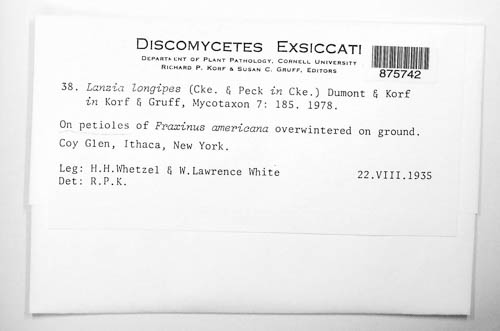 DISCOMYCETES EXSICCATI
DEPARTMENT OF PLANT PATHOLOGY, CORNELL UNIVERSITY
RICHARD P. KORF & SUSAN C. GRUFF, EDITORS
875742
38. Lanzia longipes (Cke. & Peck in Cke.) Dumont & Korf
in Korf & Gruff, Mycotaxon 7: 185. 1978.
On petioles of Fraxinus americana overwintered on ground.
Coy Glen, Ithaca, New York.
Leg: H.H.Whetzel & W.Lawrence White 22.VIII.1935
Det: R.P.K.